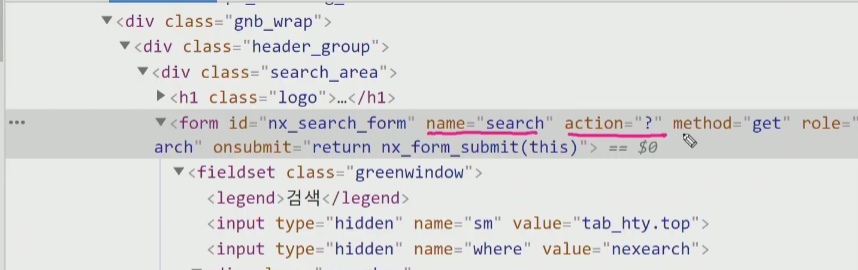 ▼<div class="gnb_wrap">
▼<div class="header_group">
▼<div class="search_area">
▶<h1 class="logo">…</h1>
••• ▼<form id="nx_search_form" name="search" action="?" method="get" role="
arch" onsubmit="return nx_form_submit(this)"> == $0
▼<fieldset class="greenwindow">
<legend>검색</legend>
<input type="hidden" name="sm" value="tab_hty.top">
<input type="hidden" name="where" value="nexearch">